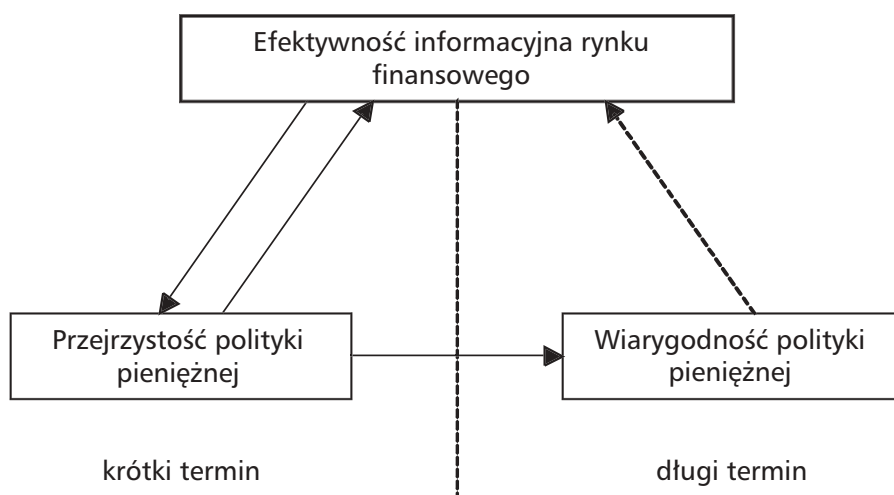 Efektywność informacyjna rynku
finansowego
Przejrzystość polityki
pieniężnej
Wiarygodność polityki
pieniężnej
krótki termin
długi termin